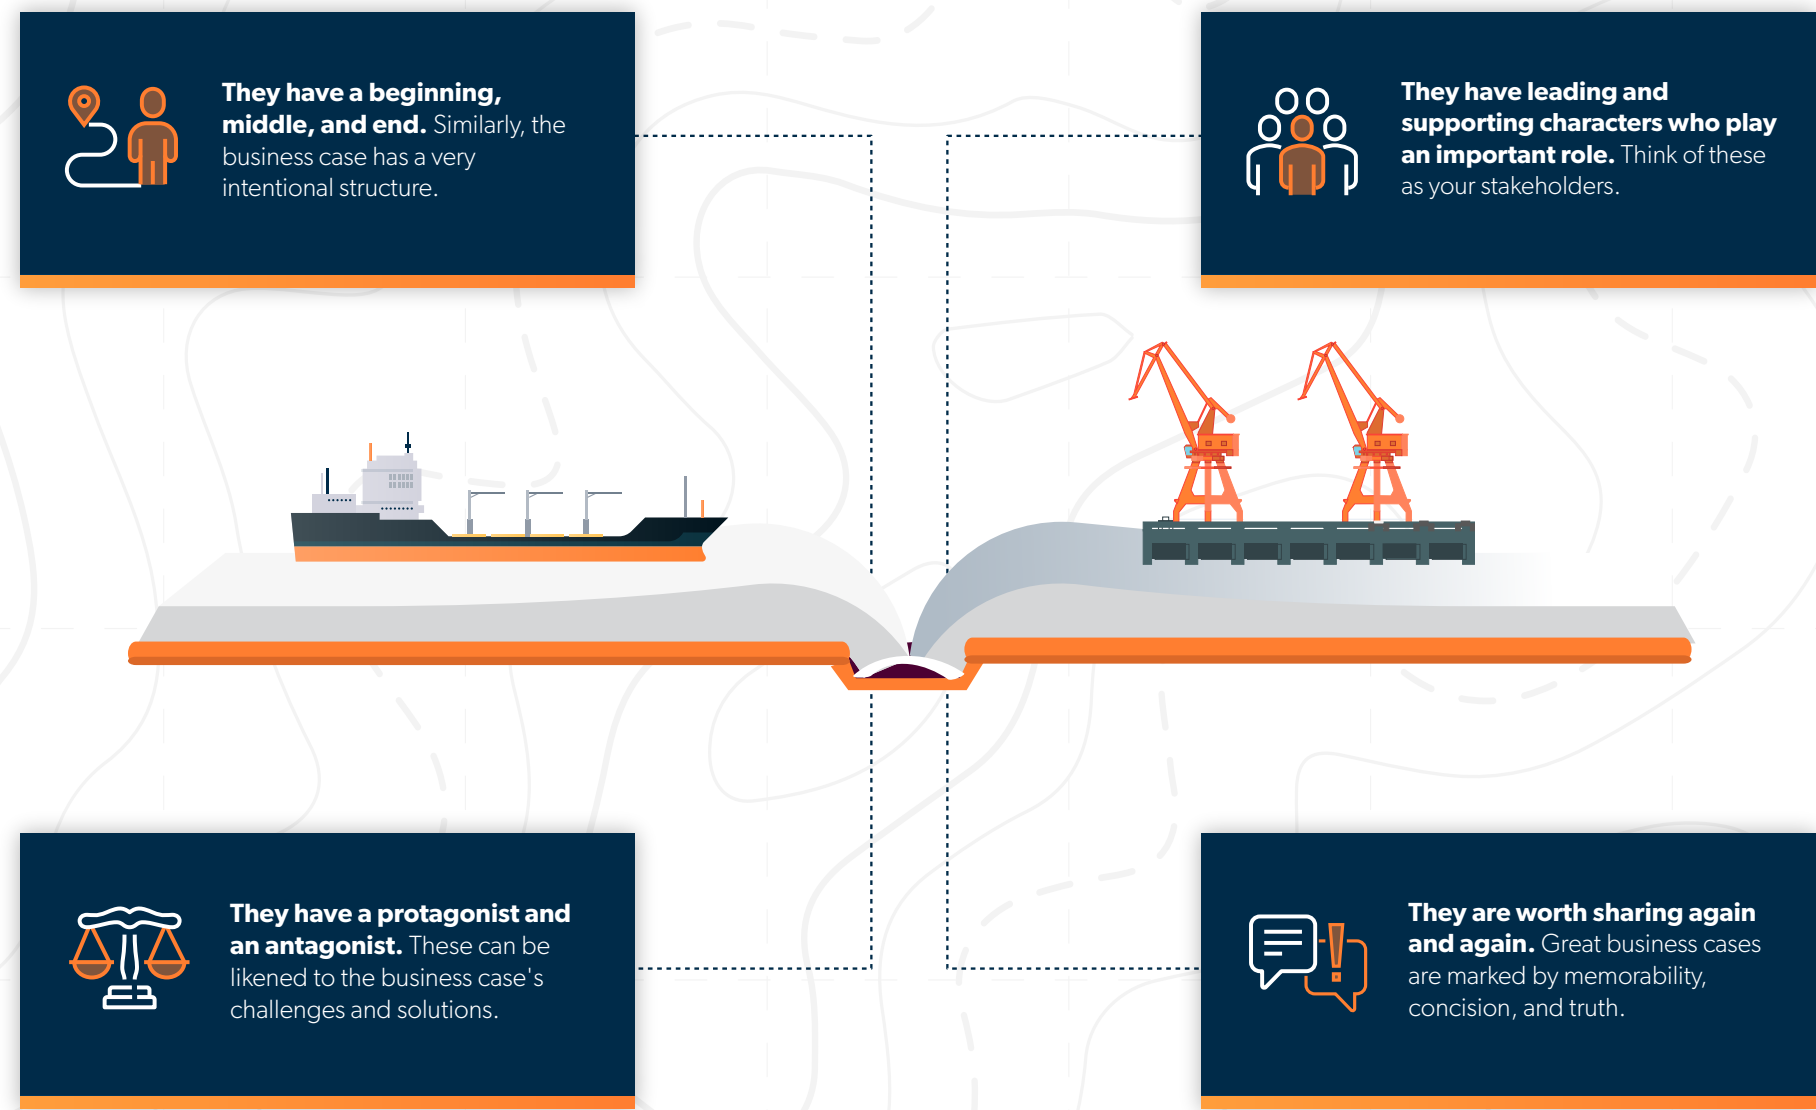 They have a beginning,
middle, and end. Similarly, the
business case has a very
intentional structure.
They have leading and
supporting characters who play
an important role. Think of these
as your stakeholders.
They have a protagonist and
an antagonist. These can be
likened to the business case's
challenges and solutions.
They are worth sharing again
and again. Great business cases
are marked by memorability,
concision, and truth.